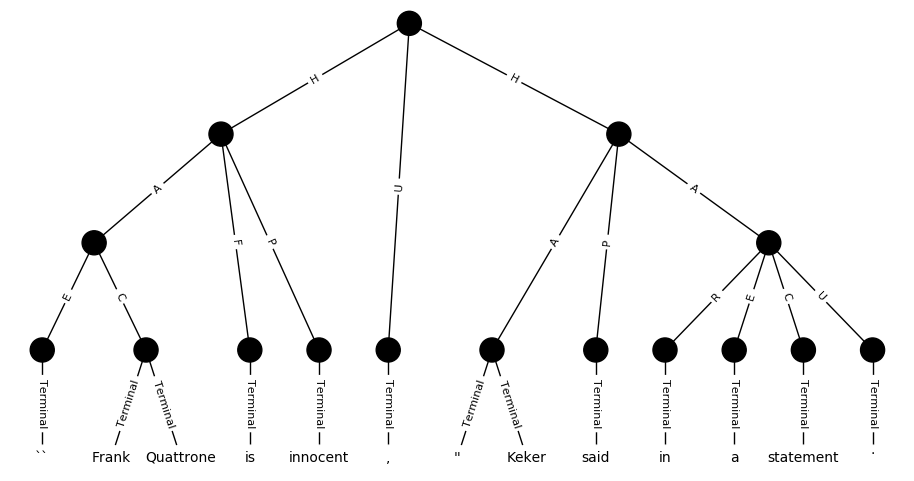 H H
U
A F P A P A
E C R E C U
Terminal Terminal Terminal Terminal Terminal Terminal Terminal Terminal Terminal Terminal Terminal Terminal Terminal
`` Frank Quattrone is innocent , " Keker said in a statement .